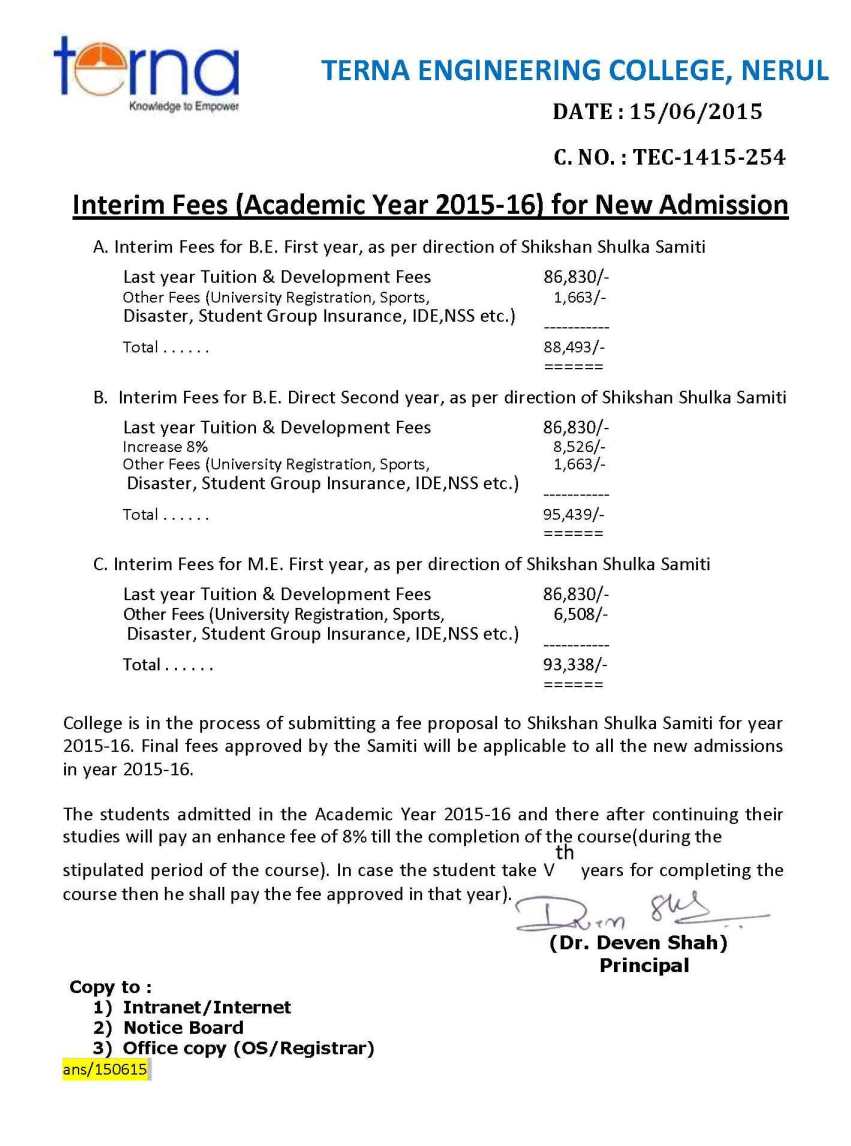 terna
Knowledge to Empower
TERNA ENGINEERING COLLEGE, NERUL
DATE : 15/06/2015
C. NO. : TEC-1415-254
Interim Fees (Academic Year 2015-16) for New Admission
A. Interim Fees for B.E. First year, as per direction of Shikshan Shulka Samiti
Last year Tuition & Development Fees 86,830/-
Other Fees (University Registration, Sports, 1,663/-
Disaster, Student Group Insurance, IDE,NSS etc.)
-----------
Total . . . . . . 88,493/-
======
B. Interim Fees for B.E. Direct Second year, as per direction of Shikshan Shulka Samiti
Last year Tuition & Development Fees 86,830/-
Increase 8% 8,526/-
Other Fees (University Registration, Sports, 1,663/-
Disaster, Student Group Insurance, IDE,NSS etc.)
-----------
Total . . . . . . 95,439/-
======
C. Interim Fees for M.E. First year, as per direction of Shikshan Shulka Samiti
Last year Tuition & Development Fees 86,830/-
Other Fees (University Registration, Sports, 6,508/-
Disaster, Student Group Insurance, IDE,NSS etc.)
-----------
Total . . . . . . 93,338/-
======
College is in the process of submitting a fee proposal to Shikshan Shulka Samiti for year
2015-16. Final fees approved by the Samiti will be applicable to all the new admissions
in year 2015-16.
The students admitted in the Academic Year 2015-16 and there after continuing their
studies will pay an enhance fee of 8% till the completion of the course(during the
stipulated period of the course). In case the student take V th years for completing the
course then he shall pay the fee approved in that year).
Deven Shah
(Dr. Deven Shah)
Principal
Copy to :
1) Intranet/Internet
2) Notice Board
3) Office copy (OS/Registrar)
ans/150615